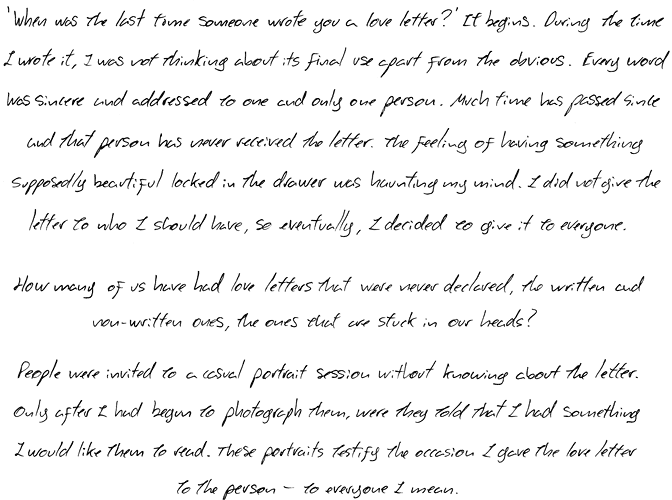 'When was the last time someone wrote you a love letter?' It begins. During the time
I wrote it, I was not thinking about its final use apart from the obvious. Every word
was sincere and addressed to one and only one person. Much time has passed since
and that person has never received the letter. The feeling of having something
supposedly beautiful locked in the drawer was haunting my mind. I did not give the
letter to who I should have, so eventually, I decided to give it to everyone.
How many of us have had love letters that were never declared, the written and
non-written ones, the ones that are stuck in our heads?
People were invited to a casual portrait session without knowing about the letter.
Only after I had begun to photograph them, were they told that I had something
I would like them to read. These portraits testify the occasion I gave the love letter
to the person – to everyone I mean.